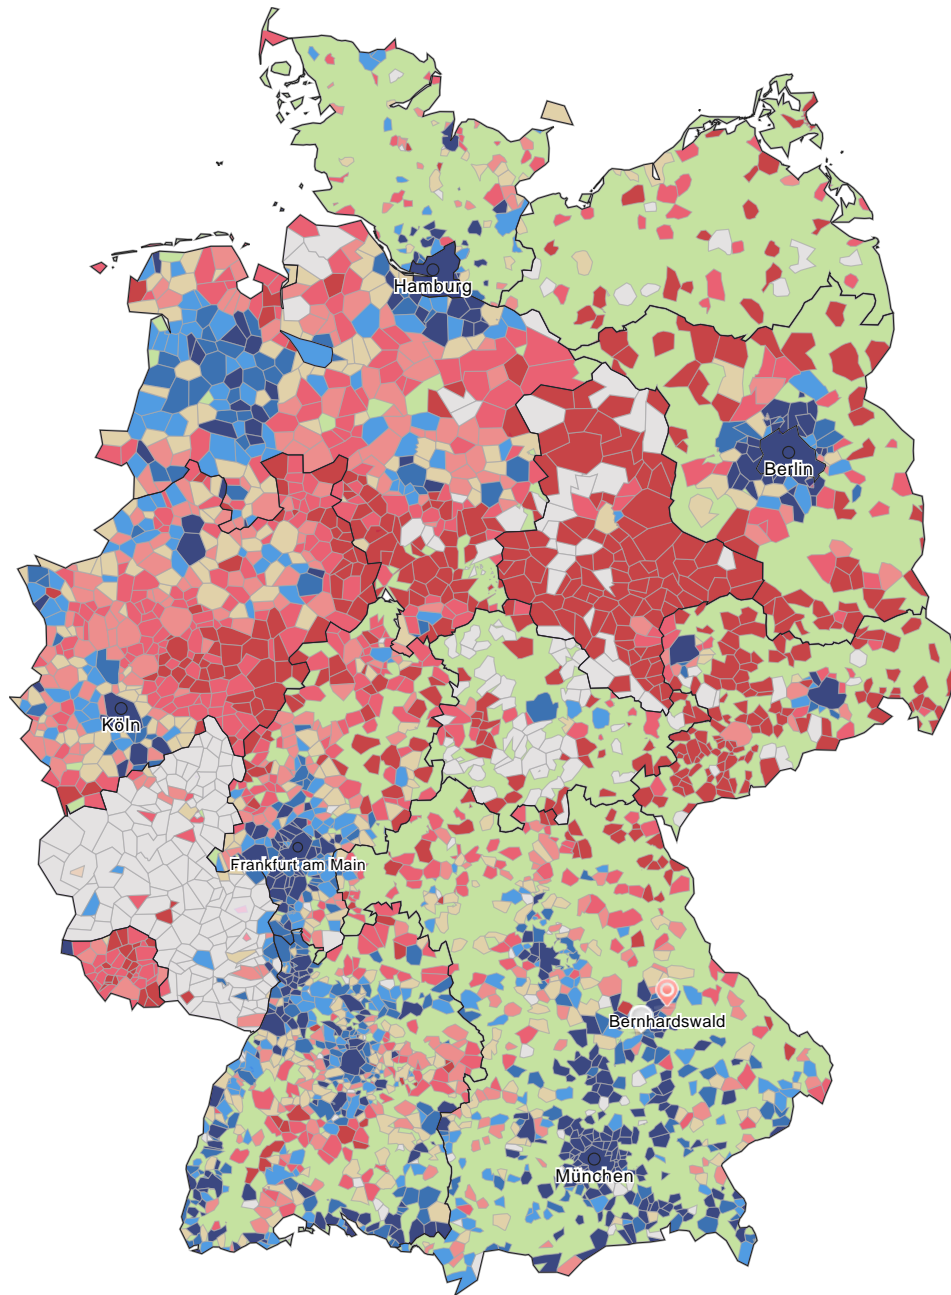 Hamburg
Berlin
Köln
Frankfurt am Main
Bernhardswald
München